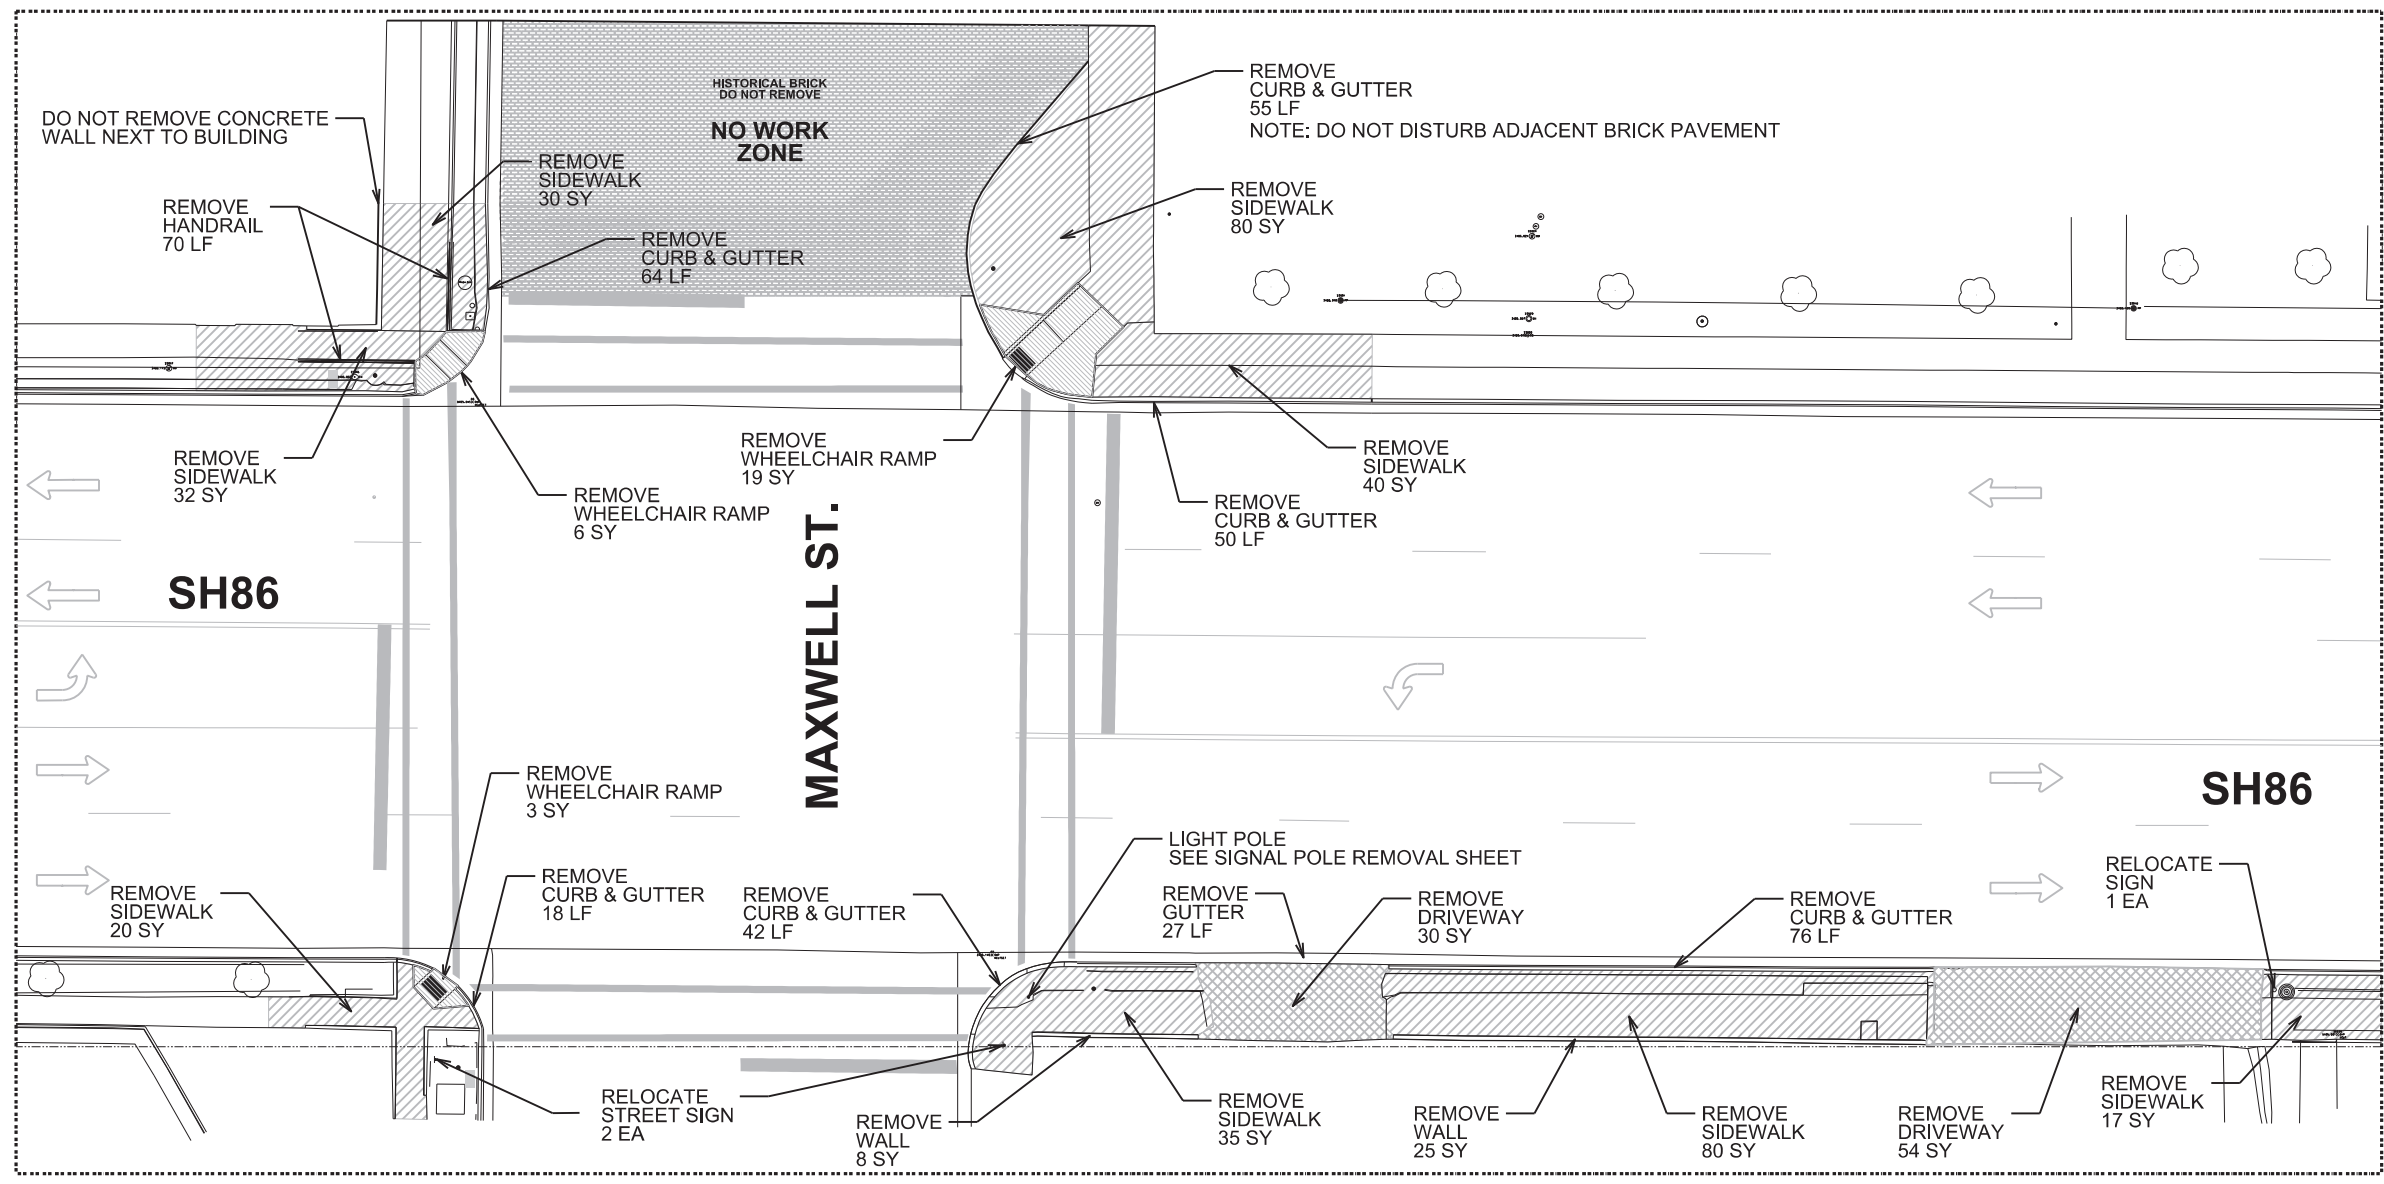 HISTORICAL BRICK
DO NOT REMOVE
NO WORK
ZONE
REMOVE
CURB & GUTTER
55 LF
NOTE: DO NOT DISTURB ADJACENT BRICK PAVEMENT
DO NOT REMOVE CONCRETE
WALL NEXT TO BUILDING
REMOVE
SIDEWALK
30 SY
REMOVE
SIDEWALK
80 SY
REMOVE
HANDRAIL
70 LF
REMOVE
CURB & GUTTER
64 LF
REMOVE
SIDEWALK
32 SY
REMOVE
WHEELCHAIR RAMP
6 SY
REMOVE
WHEELCHAIR RAMP
19 SY
REMOVE
SIDEWALK
40 SY
REMOVE
CURB & GUTTER
50 LF
SH86
MAXWELL ST.
SH86
REMOVE
WHEELCHAIR RAMP
3 SY
REMOVE
SIDEWALK
20 SY
REMOVE
CURB & GUTTER
18 LF
REMOVE
CURB & GUTTER
42 LF
LIGHT POLE
SEE SIGNAL POLE REMOVAL SHEET
REMOVE
GUTTER
27 LF
REMOVE
DRIVEWAY
30 SY
REMOVE
CURB & GUTTER
76 LF
RELOCATE
SIGN
1 EA
RELOCATE
STREET SIGN
2 EA
REMOVE
WALL
8 SY
REMOVE
SIDEWALK
35 SY
REMOVE
WALL
25 SY
REMOVE
SIDEWALK
80 SY
REMOVE
DRIVEWAY
54 SY
REMOVE
SIDEWALK
17 SY